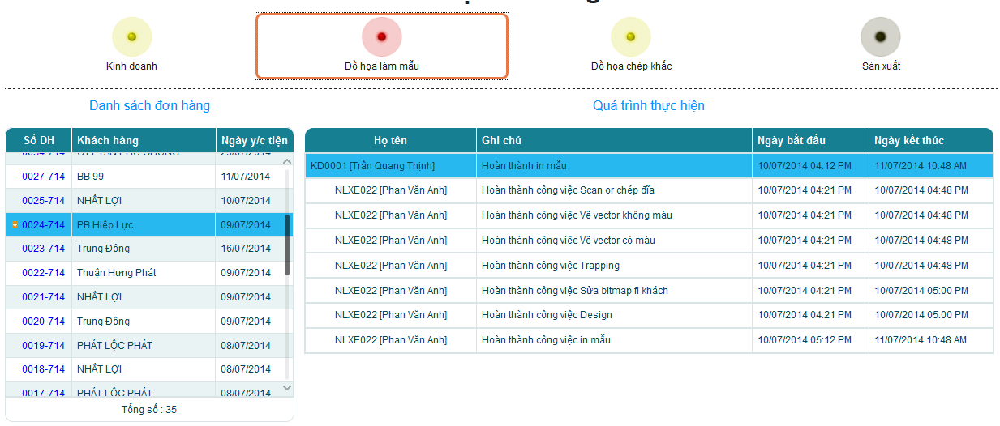 Kinh doanh Đồ họa làm mẫu Đồ họa chép khắc Sản xuất
Danh sách đơn hàng
Số DH Khách hàng Ngày y/c tiện
0027-714 BB 99 11/07/2014
0025-714 NHẤT LỢI 10/07/2014
0024-714 PB Hiệp Lực 09/07/2014
0023-714 Trung Đông 16/07/2014
0022-714 Thuận Hưng Phát 09/07/2014
0021-714 NHẤT LỢI 09/07/2014
0020-714 Trung Đông 09/07/2014
0019-714 PHÁT LỘC PHÁT 08/07/2014
0018-714 NHẤT LỢI 08/07/2014
0017-714 PHÁT LỘC PHÁT 08/07/2014
Tổng số : 35
Quá trình thực hiện
Họ tên Ghi chú Ngày bắt đầu Ngày kết thúc
KD0001 [Trần Quang Thịnh] Hoàn thành in mẫu 10/07/2014 04:12 PM 11/07/2014 10:48 AM
NLXE022 [Phan Văn Anh] Hoàn thành công việc Scan or chép đĩa 10/07/2014 04:21 PM 10/07/2014 04:48 PM
NLXE022 [Phan Văn Anh] Hoàn thành công việc Vẽ vector không màu 10/07/2014 04:21 PM 10/07/2014 04:48 PM
NLXE022 [Phan Văn Anh] Hoàn thành công việc Vẽ vector có màu 10/07/2014 04:21 PM 10/07/2014 04:48 PM
NLXE022 [Phan Văn Anh] Hoàn thành công việc Trapping 10/07/2014 04:21 PM 10/07/2014 04:48 PM
NLXE022 [Phan Văn Anh] Hoàn thành công việc Sửa bitmap fl khách 10/07/2014 04:21 PM 10/07/2014 05:00 PM
NLXE022 [Phan Văn Anh] Hoàn thành công việc Design 10/07/2014 04:21 PM 10/07/2014 05:00 PM
NLXE022 [Phan Văn Anh] Hoàn thành công việc in mẫu 10/07/2014 05:12 PM 11/07/2014 10:48 AM